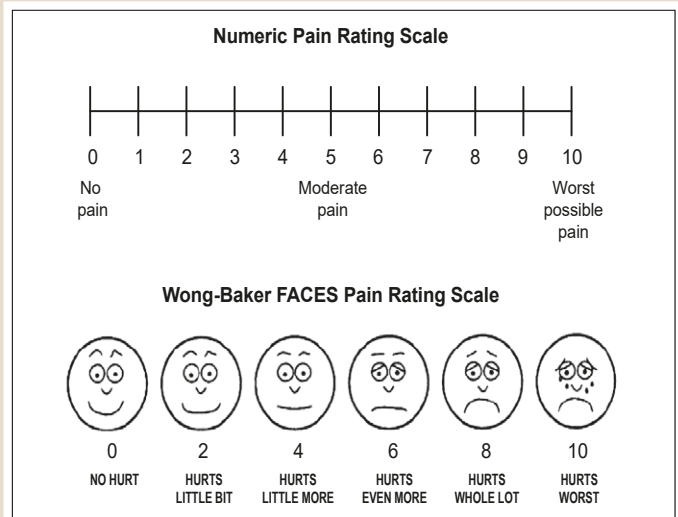 Numeric Pain Rating Scale
0 1 2 3 4 5 6 7 8 9 10
No
pain
Moderate
pain
Worst
possible
pain
Wong-Baker FACES Pain Rating Scale
0 2 4 6 8 10
NO HURT
HURTS
LITTLE BIT
HURTS
LITTLE MORE
HURTS
EVEN MORE
HURTS
WHOLE LOT
HURTS
WORST